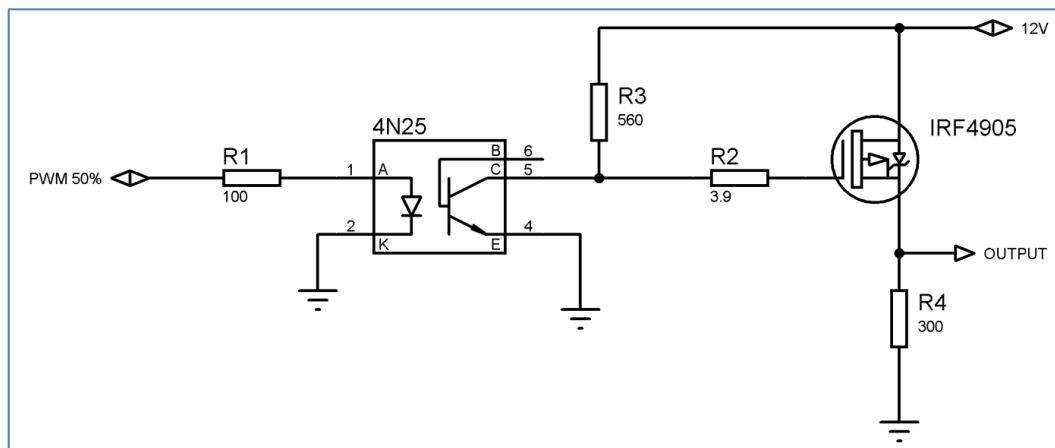 12V
R3
560
IRF4905
4N25
B 6
R1
1 A
C 5
R2
PWM 50%
100
3.9
2
K
E
4
OUTPUT
R4
300